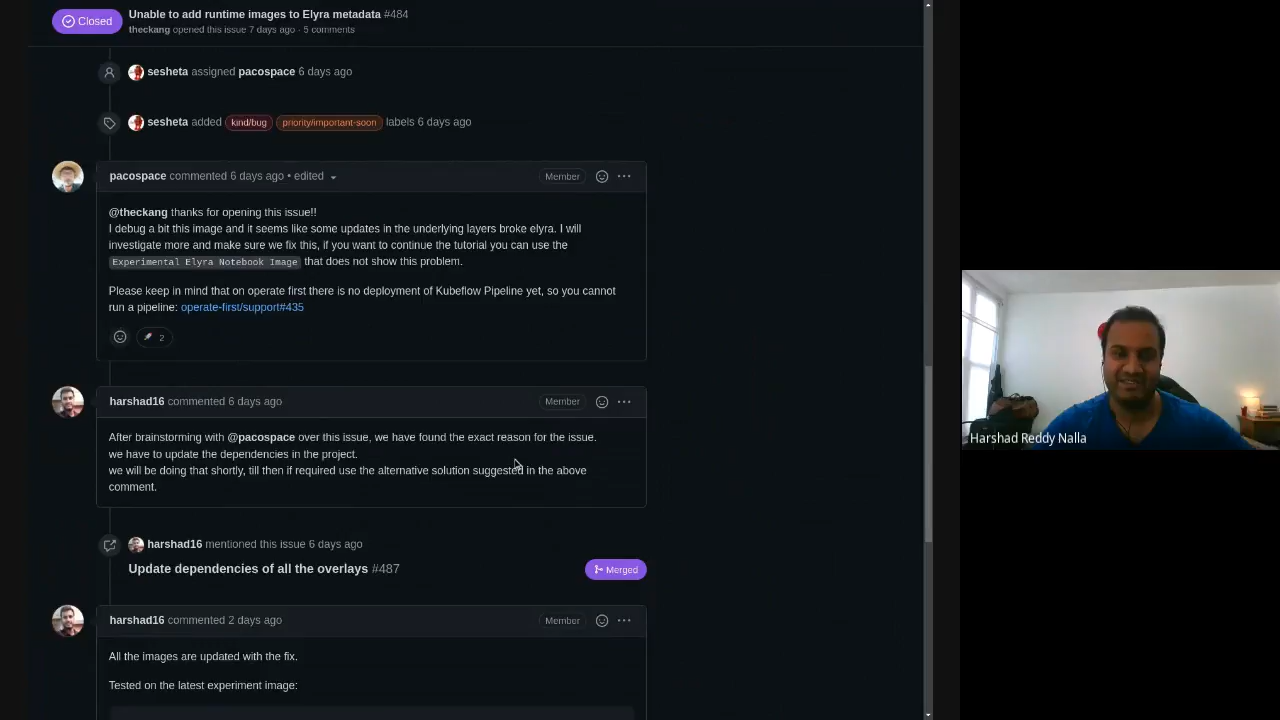 Closed
Unable to add runtime images to Elyra metadata #484
theckang opened this issue 7 days ago · 5 comments
sesheta assigned pacospace 6 days ago
sesheta added kind/bug priority/important-soon labels 6 days ago
pacospace commented 6 days ago • edited
Member
@theckang thanks for opening this issue!!
I debug a bit this image and it seems like some updates in the underlying layers broke elyra. I will
investigate more and make sure we fix this, if you want to continue the tutorial you can use the
Experimental Elyra Notebook Image that does not show this problem.
Please keep in mind that on operate first there is no deployment of Kubeflow Pipeline yet, so you cannot
run a pipeline: operate-first/support#435
2
harshad16 commented 6 days ago
Member
After brainstorming with @pacospace over this issue, we have found the exact reason for the issue.
we have to update the dependencies in the project.
we will be doing that shortly, till then if required use the alternative solution suggested in the above
comment.
harshad16 mentioned this issue 6 days ago
Update dependencies of all the overlays #487
Merged
harshad16 commented 2 days ago
Member
All the images are updated with the fix.
Tested on the latest experiment image:
Harshad Reddy Nalla